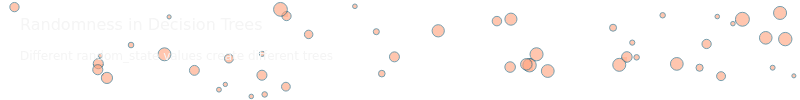 Randomness in Decision Trees
Different random_state values create different trees